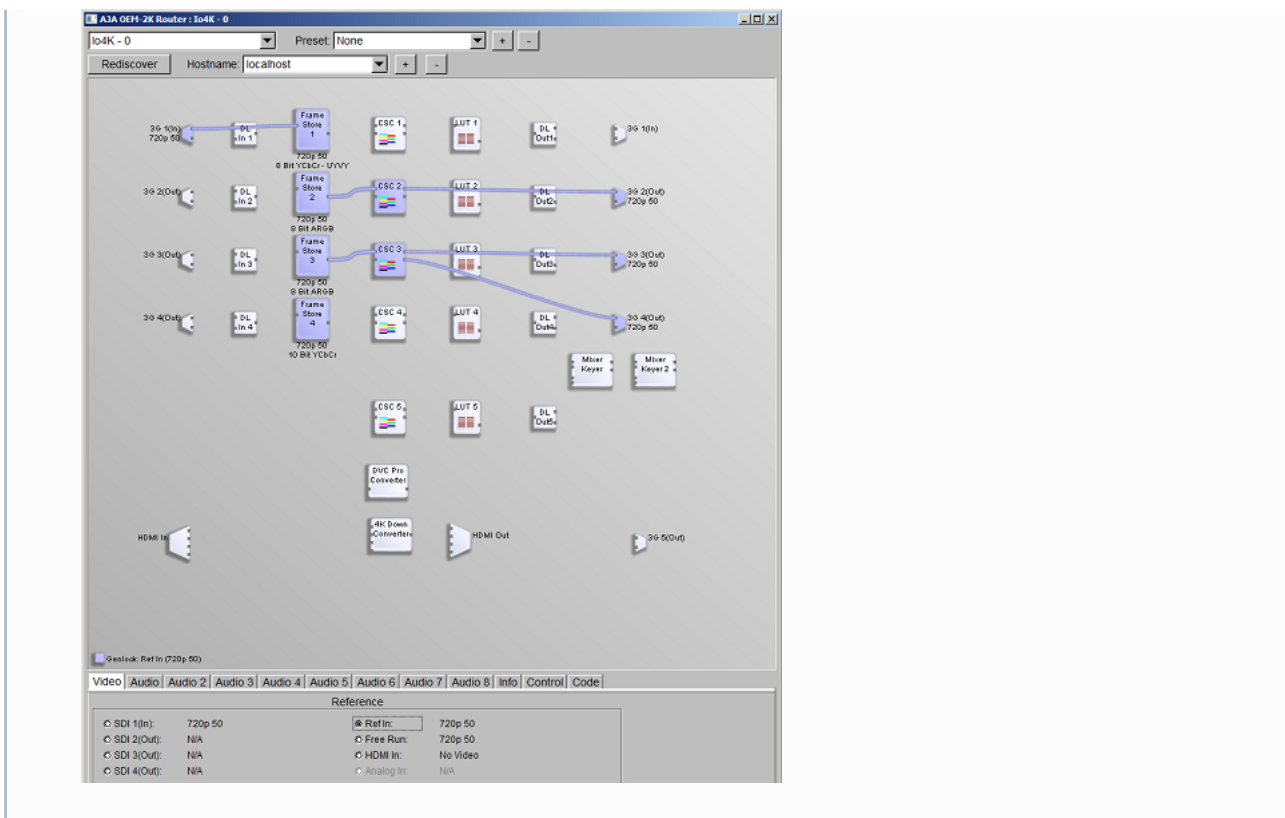 AJA OEM-2K Router : Io4K - 0
Io4K - 0 Preset: None + -
Rediscover Hostname: localhost + -
3G 1(In)
720p 50
DL
In 1
Frame
Store
1
720p 50
8 Bit YCbCr - UYVY
CSC 1
LUT 1
DL
Out1
3G 1(In)
3G 2(Out)
DL
In 2
Frame
Store
2
720p 50
8 Bit ARGB
CSC 2
LUT 2
DL
Out2
3G 2(Out)
720p 50
3G 3(Out)
DL
In 3
Frame
Store
3
720p 50
8 Bit ARGB
CSC 3
LUT 3
DL
Out3
3G 3(Out)
720p 50
3G 4(Out)
DL
In 4
Frame
Store
4
720p 50
10 Bit YCbCr
CSC 4
LUT 4
DL
Out4
3G 4(Out)
720p 50
Mixer
Keyer
Mixer
Keyer 2
CSC 5
LUT 5
DL
Out5
DVC Pro
Converter
HDMI In
4K Down
Converter
HDMI Out
3G 5(Out)
Genlock: Ref In (720p 50)
Video Audio Audio 2 Audio 3 Audio 4 Audio 5 Audio 6 Audio 7 Audio 8 Info Control Code
Reference
SDI 1(In): 720p 50 Ref In: 720p 50
SDI 2(Out): N/A Free Run: 720p 50
SDI 3(Out): N/A HDMI In: No Video
SDI 4(Out): N/A Analog In: N/A